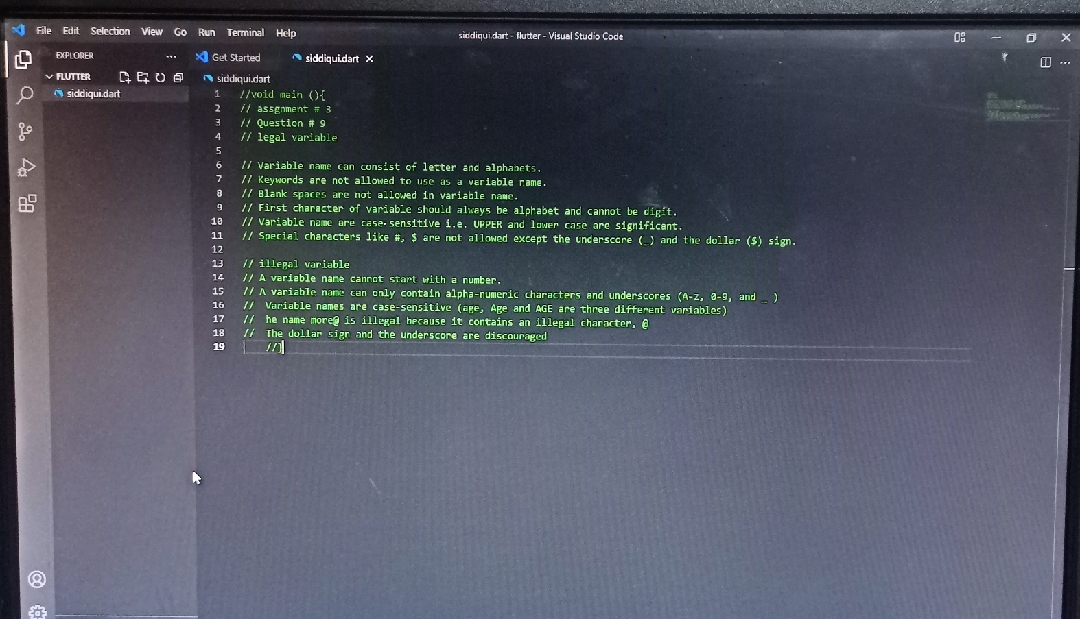 File Edit Selection View Go Run Terminal Help
siddiqui.dart - flutter - Visual Studio Code
EXPLORER
FLUTTER
siddiqui.dart
Get Started
siddiqui.dart
siddiqui.dart
1 //void main (){
2 // assgnment # 3
3 // Question # 9
4 // legal variable
5
6 // Variable name can consist of letter and alphabets.
7 // Keywords are not allowed to use as a variable name.
8 // Blank spaces are not allowed in variable name.
9 // First character of variable should always be alphabet and cannot be digit.
10 // Variable name are case-sensitive i.e. UPPER and lower case are significant.
11 // Special characters like #, $ are not allowed except the underscore (_) and the dollar ($) sign.
12
13 // illegal variable
14 // A variable name cannot start with a number.
15 // A variable name can only contain alpha-numeric characters and underscores (A-z, 0-9, and _ )
16 // Variable names are case-sensitive (age, Age and AGE are three different variables)
17 // he name more@ is illegal because it contains an illegal character, @
18 // The dollar sign and the underscore are discouraged
19 //}